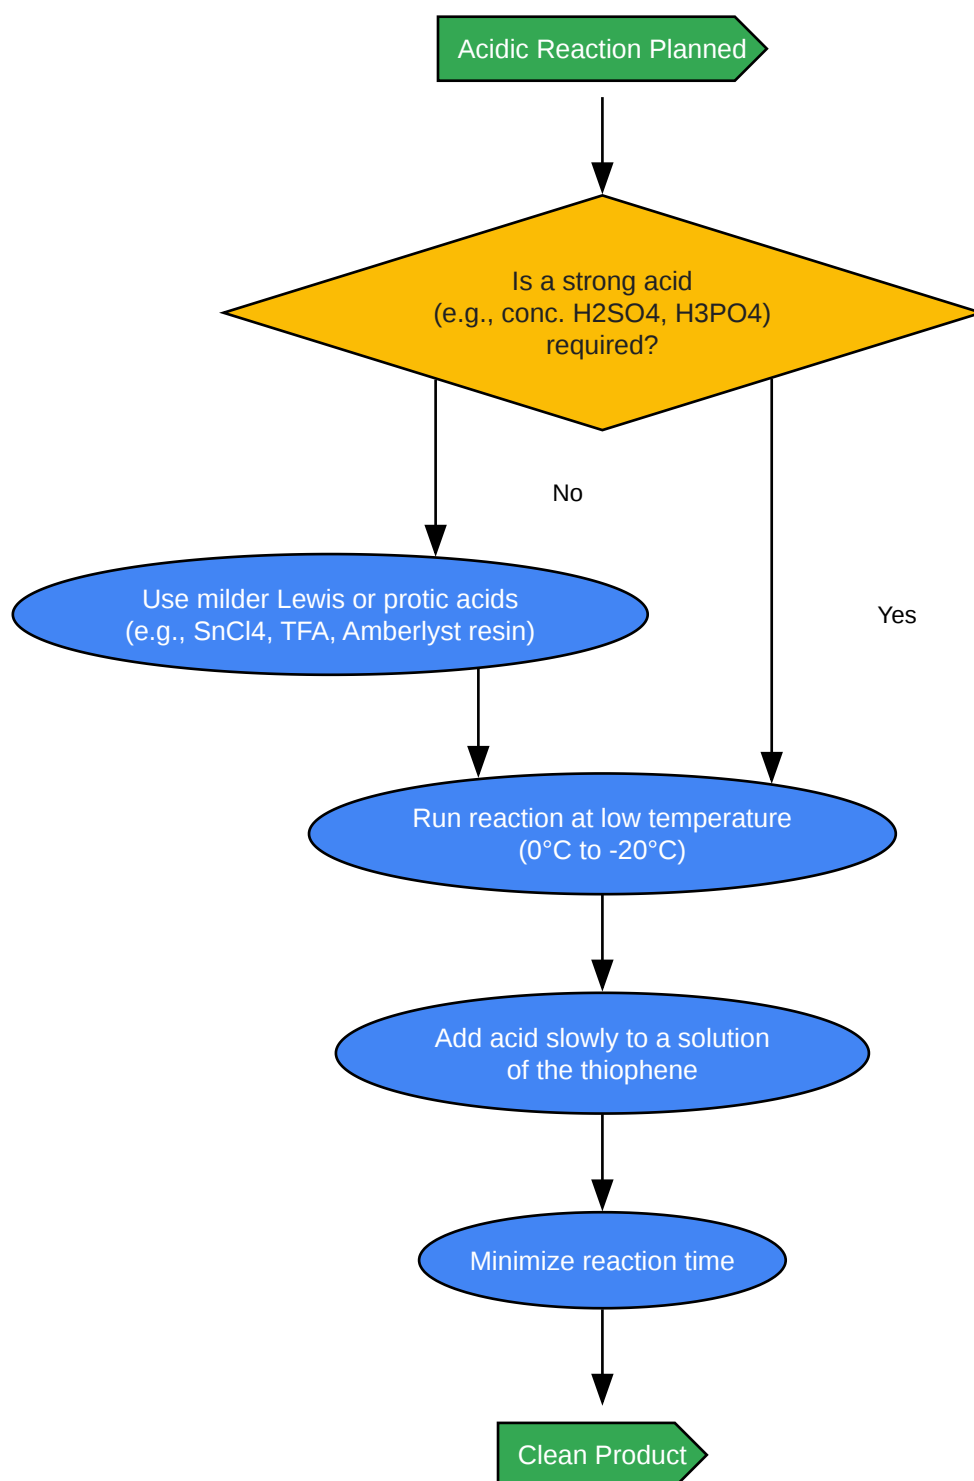 Acidic Reaction Planned
Is a strong acid
(e.g., conc. H2SO4, H3PO4)
required?
No
Use milder Lewis or protic acids
(e.g., SnCl4, TFA, Amberlyst resin)
Yes
Run reaction at low temperature
(0°C to -20°C)
Add acid slowly to a solution
of the thiophene
Minimize reaction time
Clean Product